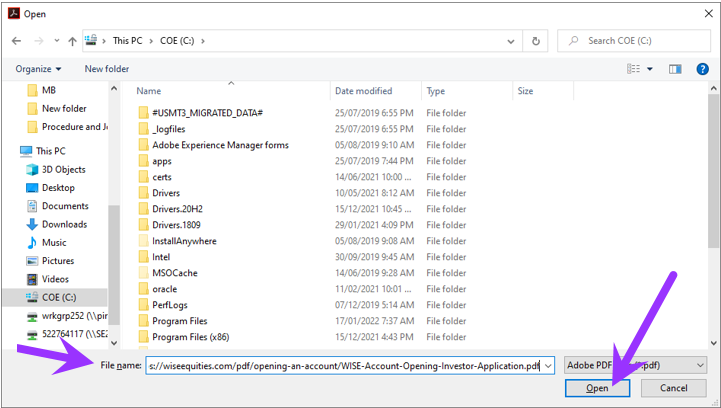 Open
This PC > COE (C:) >
Search COE (C:)
Organize
New folder
Name
Date modified
Type
Size
MB
New folder
Procedure and Jo
This PC
3D Objects
Desktop
Documents
Downloads
Music
Pictures
Videos
COE (C:)
wrkgrp252 (\\pin
522764117 (\\SE2
#USMT3_MIGRATED_DATA# 25/07/2019 6:55 PM File folder
_logfiles 25/07/2019 6:55 PM File folder
Adobe Experience Manager forms 05/08/2019 9:10 AM File folder
apps 25/07/2019 7:44 PM File folder
certs 14/06/2021 10:00 ... File folder
Drivers 10/05/2021 8:12 AM File folder
Drivers.20H2 15/12/2021 10:45 ... File folder
Drivers.1809 29/01/2021 4:09 PM File folder
InstallAnywhere 05/08/2019 9:08 AM File folder
Intel 30/09/2019 9:45 AM File folder
MSOCache 14/06/2019 9:28 AM File folder
oracle 11/02/2021 10:01 ... File folder
PerfLogs 07/12/2019 5:14 AM File folder
Program Files 17/01/2022 7:37 AM File folder
Program Files (x86) 15/12/2021 4:43 PM File folder
File name: s://wiseequities.com/pdf/opening-an-account/WISE-Account-Opening-Investor-Application.pdf
Adobe PDF .pdf)
Open
Cancel